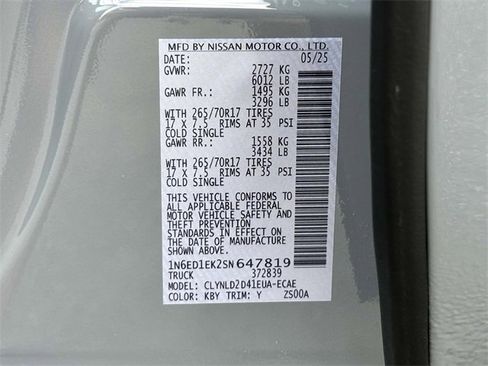 MFD BY NISSAN MOTOR CO., LTD.
DATE: 05/25
GVWR: 2727 KG
6012 LB
GAWR FR.: 1495 KG
3296 LB
WITH 265/70R17 TIRES
17 X 7.5 RIMS AT 35 PSI
COLD SINGLE
GAWR RR.: 1558 KG
3434 LB
WITH 265/70R17 TIRES
17 X 7.5 RIMS AT 35 PSI
COLD SINGLE
THIS VEHICLE CONFORMS TO
ALL APPLICABLE FEDERAL
MOTOR VEHICLE SAFETY AND
THEFT PREVENTION
STANDARDS IN EFFECT ON
THE DATE OF MANUFACTURE
SHOWN ABOVE.
1N6ED1EK2SN647819
TRUCK 372839
MODEL: CLYNLD2D41EUA-ECAE
COLOR: KBY TRIM: Y ZS00A